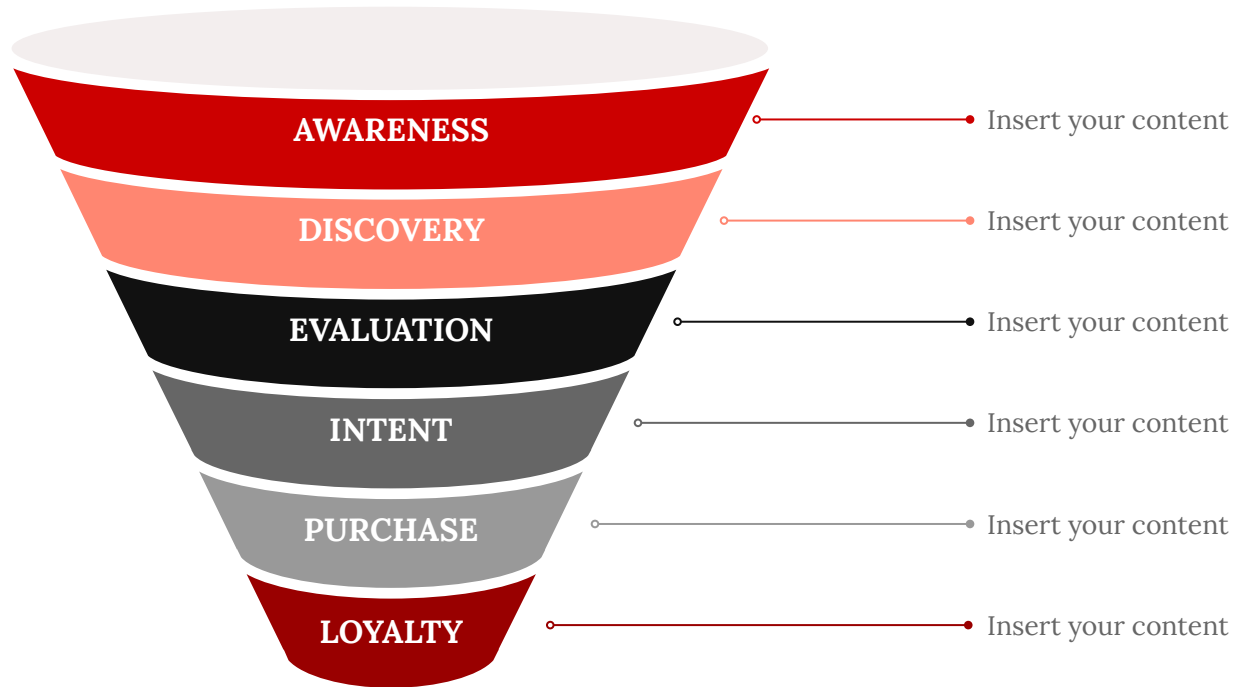 AWARENESS
Insert your content
DISCOVERY
Insert your content
EVALUATION
Insert your content
INTENT
Insert your content
PURCHASE
Insert your content
LOYALTY
Insert your content